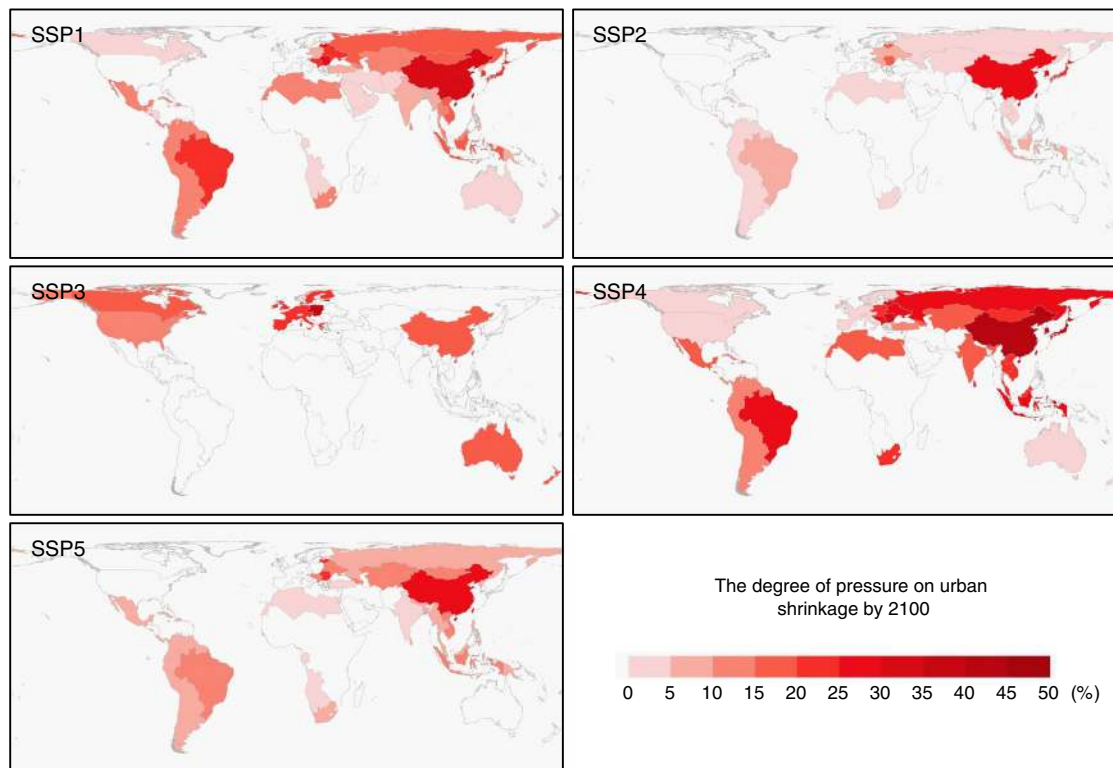 SSP1
SSP2
SSP3
SSP4
SSP5
The degree of pressure on urban
shrinkage by 2100
0 5 10 15 20 25 30 35 40 45 50 (%)